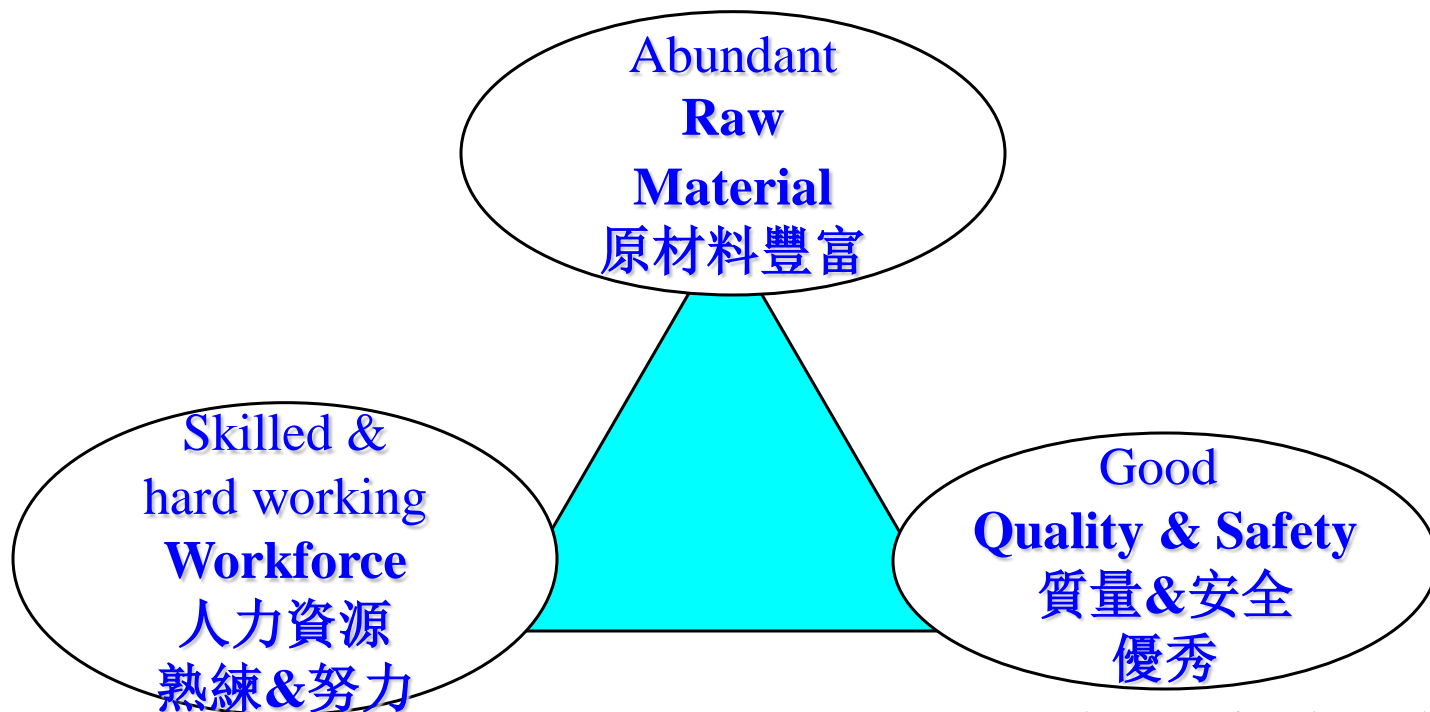 Abundant
Raw
Material
原材料豐富
Skilled &
hard working
Workforce
人力資源
熟練&努力
Good
Quality & Safety
質量&安全
優秀